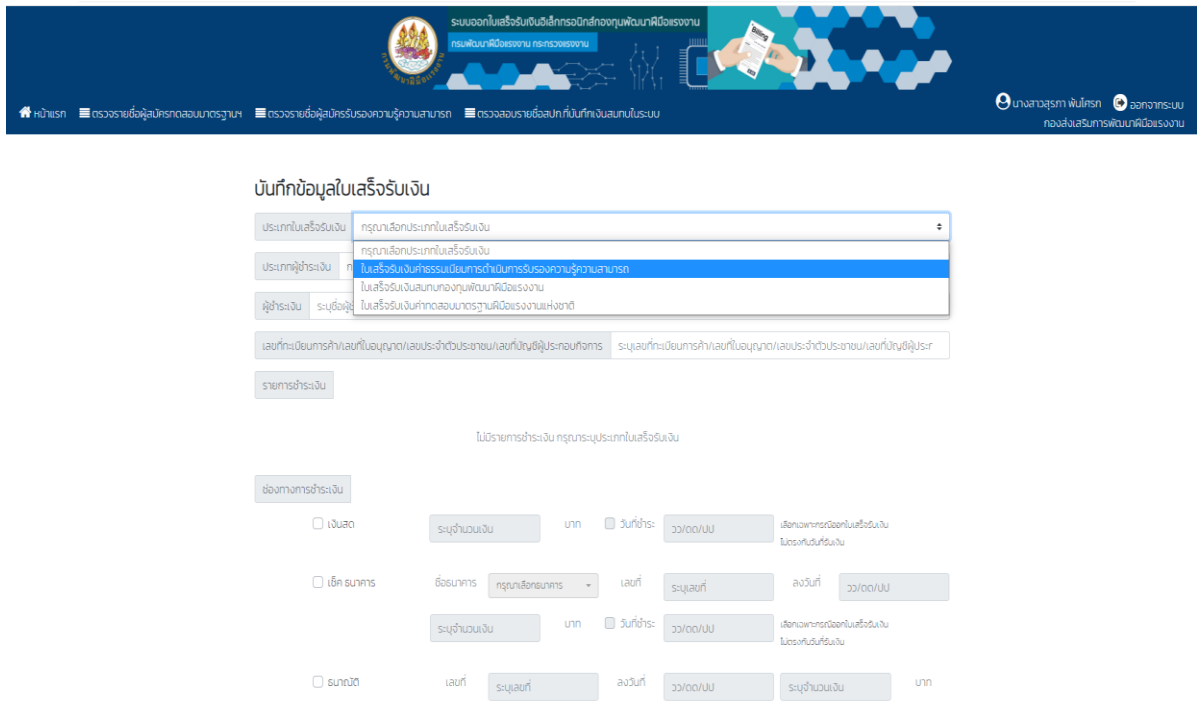 ระบบออกใบเสร็จรับเงินอิเล็กทรอนิกส์กองทุนพัฒนาฝีมือแรงงาน
กรมพัฒนาฝีมือแรงงาน กระทรวงแรงงาน
Billing
หน้าแรก ตรวจรายชื่อผู้สมัครทดสอบมาตรฐานฯ ตรวจรายชื่อผู้สมัครรับรองความรู้ความสามารถ ตรวจสอบรายชื่อสปก.ที่บันทึกเงินสมทบในระบบ
นางสาวสุรภา พันโศรก ออกจากระบบ
กองส่งเสริมการพัฒนาฝีมือแรงงาน
บันทึกข้อมูลใบเสร็จรับเงิน
ประเภทใบเสร็จรับเงิน กรุณาเลือกประเภทใบเสร็จรับเงิน
กรุณาเลือกประเภทใบเสร็จรับเงิน
ประเภทผู้ชำระเงิน ใบเสร็จรับเงินค่าธรรมเนียมการดำเนินการรับรองความรู้ความสามารถ
ใบเสร็จรับเงินสมทบกองทุนพัฒนาฝีมือแรงงาน
ผู้ชำระเงิน ระบุชื่อผู้ช ใบเสร็จรับเงินค่าทดสอบมาตรฐานฝีมือแรงงานแห่งชาติ
เลขที่ทะเบียนการค้า/เลขที่ใบอนุญาต/เลขประจำตัวประชาชน/เลขที่บัญชีผู้ประกอบกิจการ ระบุเลขที่ทะเบียนการค้า/เลขที่ใบอนุญาต/เลขประจำตัวประชาชน/เลขที่บัญชีผู้ประก
รายการชำระเงิน
ไม่มีรายการชำระเงิน กรุณาระบุประเภทใบเสร็จรับเงิน
ช่องทางการชำระเงิน
เงินสด ระบุจำนวนเงิน บาท วันที่ชำระ วว/ดด/ปป เลือกเฉพาะกรณีออกใบเสร็จรับเงิน
ไม่ตรงกับวันที่รับเงิน
เช็ค ธนาคาร ชื่อธนาคาร กรุณาเลือกธนาคาร เลขที่ ระบุเลขที่ ลงวันที่ วว/ดด/ปป
ระบุจำนวนเงิน บาท วันที่ชำระ วว/ดด/ปป เลือกเฉพาะกรณีออกใบเสร็จรับเงิน
ไม่ตรงกับวันที่รับเงิน
ธนาณัติ เลขที่ ระบุเลขที่ ลงวันที่ วว/ดด/ปป ระบุจำนวนเงิน บาท